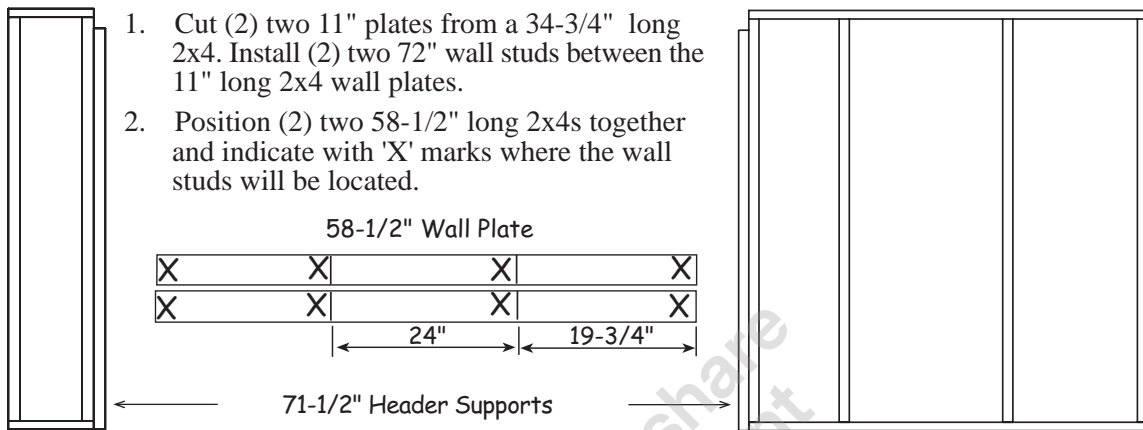 1. Cut (2) two 11" plates from a 34-3/4" long
2x4. Install (2) two 72" wall studs between the
11" long 2x4 wall plates.
2. Position (2) two 58-1/2" long 2x4s together
and indicate with 'X' marks where the wall
studs will be located.
58-1/2" Wall Plate
X X X X
X X X X
24" 19-3/4"
71-1/2" Header Supports
share